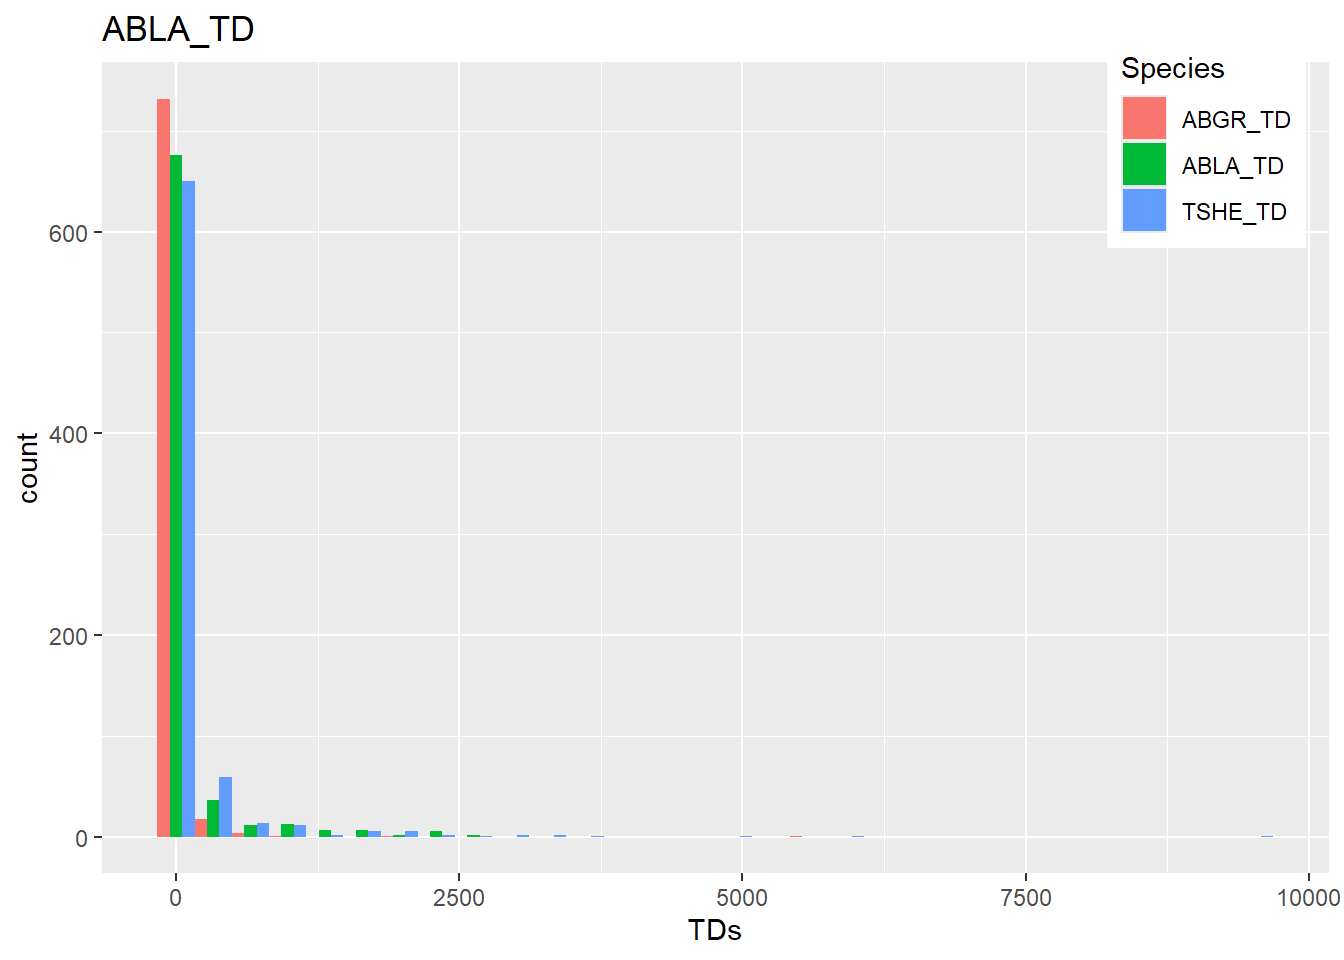 ABLA_TD
Species
ABGR_TD
ABLA_TD
TSHE_TD
count
600
400
200
0
0 2500 5000 7500 10000
TDs